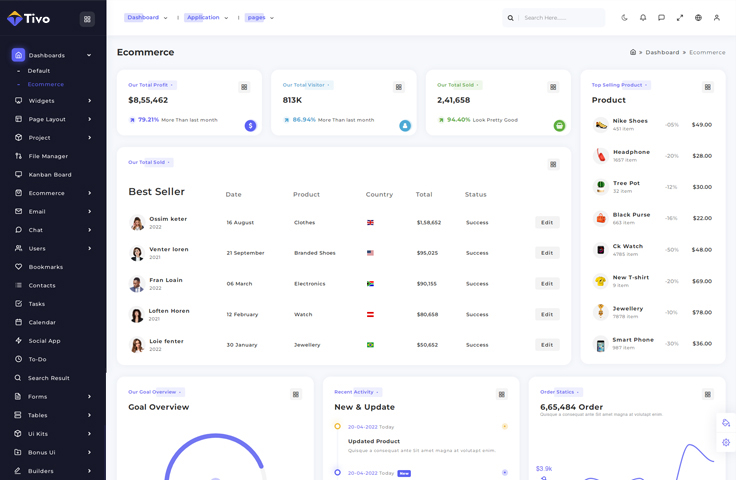 Tivo
Dashboard
Application
pages
Search Here......
Dashboards
- Default
- Ecommerce
Widgets
Page Layout
Project
File Manager
Kanban Board
Ecommerce
Email
Chat
Users
Bookmarks
Contacts
Tasks
Calendar
Social App
To-Do
Search Result
Forms
Tables
Ui Kits
Bonus Ui
Builders
Ecommerce
> Dashboard > Ecommerce
Our Total Profit
$8,55,462
79.21% More Than last month
$
Our Total Visitor
813K
86.94% More Than last month
Our Total Sold
2,41,658
94.40% Look Pretty Good
Top Selling Product
Product
Nike Shoes -05% $49.00
451 item
Headphone -20% $28.00
1657 item
Tree Pot -12% $30.00
32 item
Black Purse -16% $22.00
663 item
Ck Watch -50% $48.00
4785 item
New T-shirt -20% $69.00
9 item
Jewellery -10% $78.00
7878 item
Smart Phone -30% $36.00
987 item
Our Total Sold
Best Seller Date Product Country Total Status
Ossim keter 16 August Clothes $1,58,652 Success Edit
2022
Venter loren 21 September Branded Shoes $95,025 Success Edit
2021
Fran Loain 06 March Electronics $90,155 Success Edit
2022
Loften Horen 12 February Watch $80,658 Success Edit
2021
Loie fenter 30 January Jewellery $50,652 Success Edit
2022
Our Goal Overview
Goal Overview
Recent Activity
New & Update
20-04-2022 Today
Updated Product
Quisque a consequat ante sit amet magna at volutapt elit.
20-04-2022 Today New
Order Statics
6,65,484 Order
Quisque a consequat ante sit amet magna at volutapt enim.
$3.9k